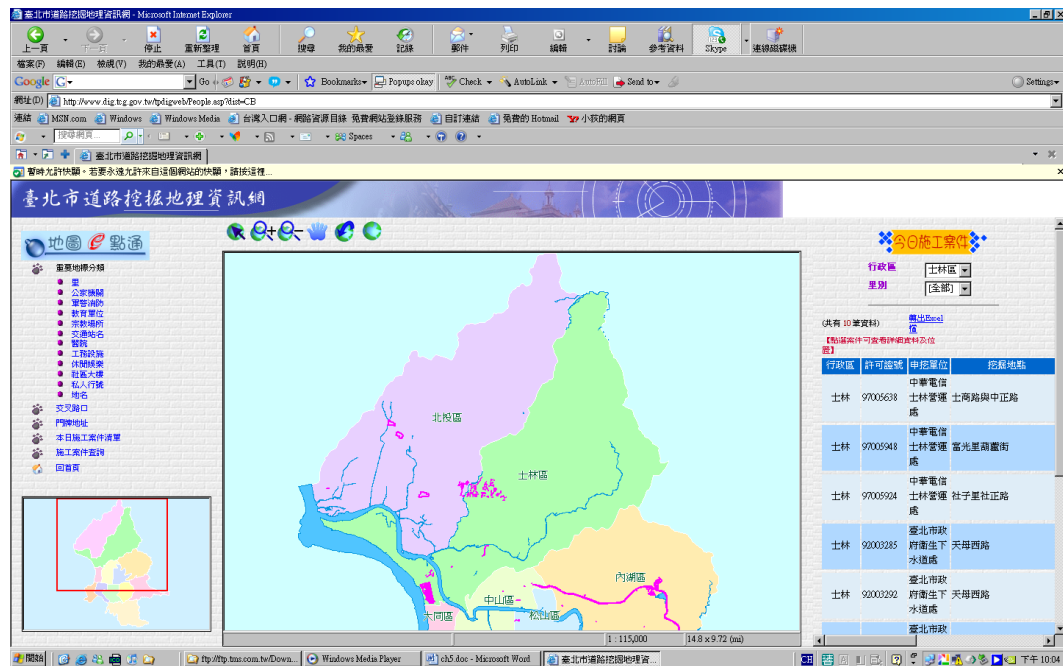 臺北市道路挖掘地理資訊網 - Microsoft Internet Explorer
上一頁 下一頁 停止 重新整理 首頁 搜尋 我的最愛 記錄 郵件 列印 編輯 討論 參考資料 Skype 連線磁碟機
檔案(F) 編輯(E) 檢視(V) 我的最愛(A) 工具(T) 說明(H)
Google G Go Bookmarks Popups okay Check AutoLink AutoFill Send to Settings
網址(D) http://www.dig.tcg.gov.tw/tpdigweb/People.asp?dist=CB
連結 MSN.com Windows Windows Media 台灣入口網 - 網路資源目錄 免費網站登錄服務 自訂連結 免費的 Hotmail 小荻的網頁
搜尋網頁... Spaces
臺北市道路挖掘地理資訊網
暫時允許快顯。若要永遠允許來自這個網站的快顯，請按這裡...
臺北市道路挖掘地理資訊網
地圖 e 點通
重要地標分類
里
公家機關
軍警消防
教育單位
宗教場所
交通站名
醫院
工務設施
休閒娛樂
社區大樓
私人行號
地名
交叉路口
門牌地址
本日施工案件清單
施工案件查詢
回首頁
北投區
士林區
內湖區
中山區
大同區
松山區
1 : 115,000 14.8 x 9.72 (mi)
今日施工案件
行政區 士林區
里別 [全部]
(共有 10 筆資料) 轉出Excel
檔
【點選案件可查看詳細資料及位
置】
行政區 許可證號 申挖單位 挖掘地點
士林 97005638 中華電信
士林營運
處 士商路與中正路
士林 97005948 中華電信
士林營運
處 富光里葫蘆街
士林 97005924 中華電信
士林營運
處 社子里社正路
士林 92003285 臺北市政
府衛生下
水道處 天母西路
士林 92003292 臺北市政
府衛生下
水道處 天母西路
臺北市政
開始 ftp://ftp.tms.com.tw/Down... Windows Media Player ch5.doc - Microsoft Word 臺北市道路挖掘地理資... CH 下午 10:04